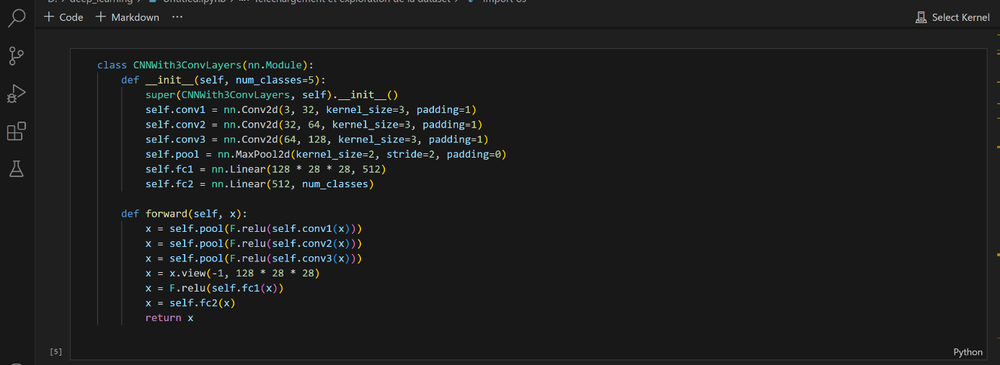 D: > deep_learning > Untitled.ipynb > Téléchargement et exploration de la dataset > import os
+ Code + Markdown ···
Select Kernel
class CNNWith3ConvLayers(nn.Module):
    def __init__(self, num_classes=5):
        super(CNNWith3ConvLayers, self).__init__()
        self.conv1 = nn.Conv2d(3, 32, kernel_size=3, padding=1)
        self.conv2 = nn.Conv2d(32, 64, kernel_size=3, padding=1)
        self.conv3 = nn.Conv2d(64, 128, kernel_size=3, padding=1)
        self.pool = nn.MaxPool2d(kernel_size=2, stride=2, padding=0)
        self.fc1 = nn.Linear(128 * 28 * 28, 512)
        self.fc2 = nn.Linear(512, num_classes)
    def forward(self, x):
        x = self.pool(F.relu(self.conv1(x)))
        x = self.pool(F.relu(self.conv2(x)))
        x = self.pool(F.relu(self.conv3(x)))
        x = x.view(-1, 128 * 28 * 28)
        x = F.relu(self.fc1(x))
        x = self.fc2(x)
        return x
[5]
Python